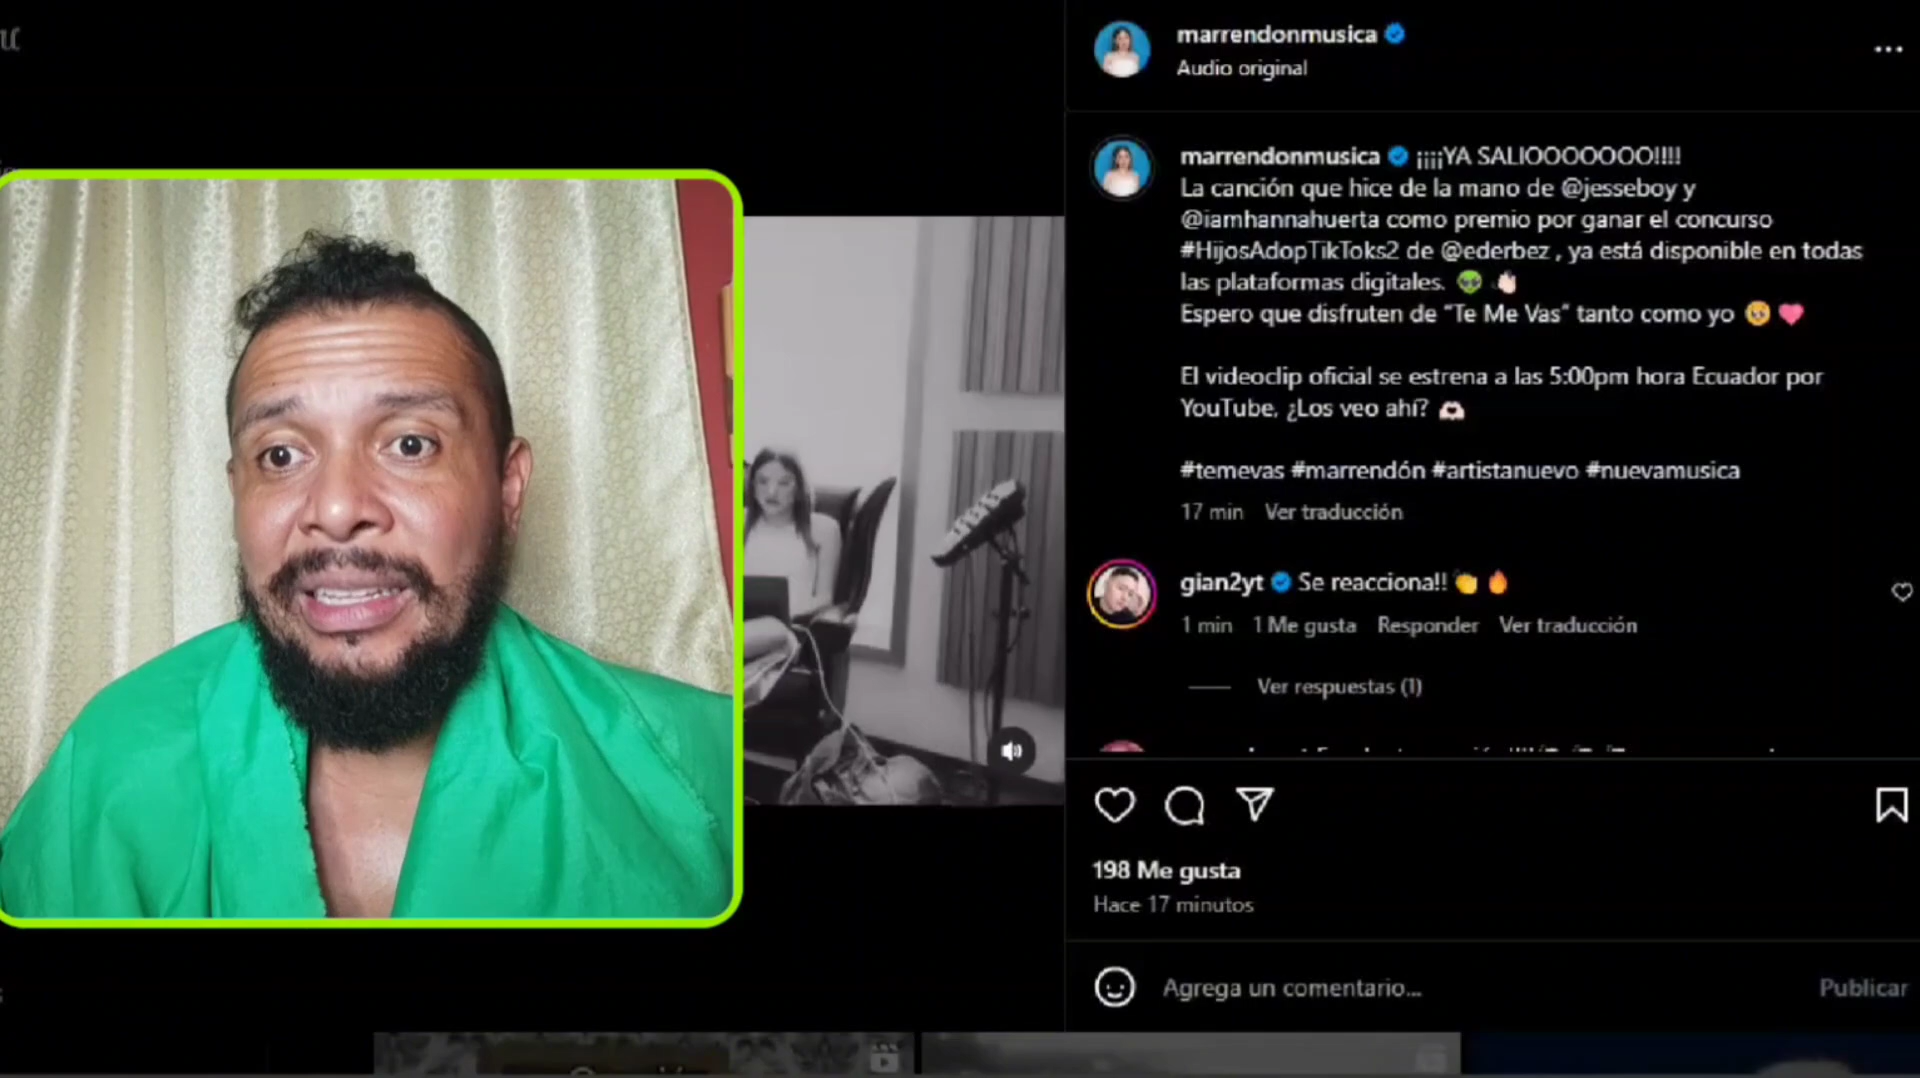 marrendonmusica
Audio original
marrendonmusica ¡¡¡¡YA SALIOOOOOOO!!!!
La canción que hice de la mano de @jesseboy y
@iamhannahuerta como premio por ganar el concurso
#HijosAdopTikToks2 de @ederbez , ya está disponible en todas
las plataformas digitales. 👽 🤏🏻
Espero que disfruten de “Te Me Vas” tanto como yo 🥹 ❤️
El videoclip oficial se estrena a las 5:00pm hora Ecuador por
YouTube, ¿Los veo ahí? 🫶🏻
#temevas #marrendón #artistanuevo #nuevamusica
17 min Ver traducción
gian2yt Se reacciona!! 👏 🔥
1 min 1 Me gusta Responder Ver traducción
Ver respuestas (1)
198 Me gusta
Hace 17 minutos
Agrega un comentario...
Publicar